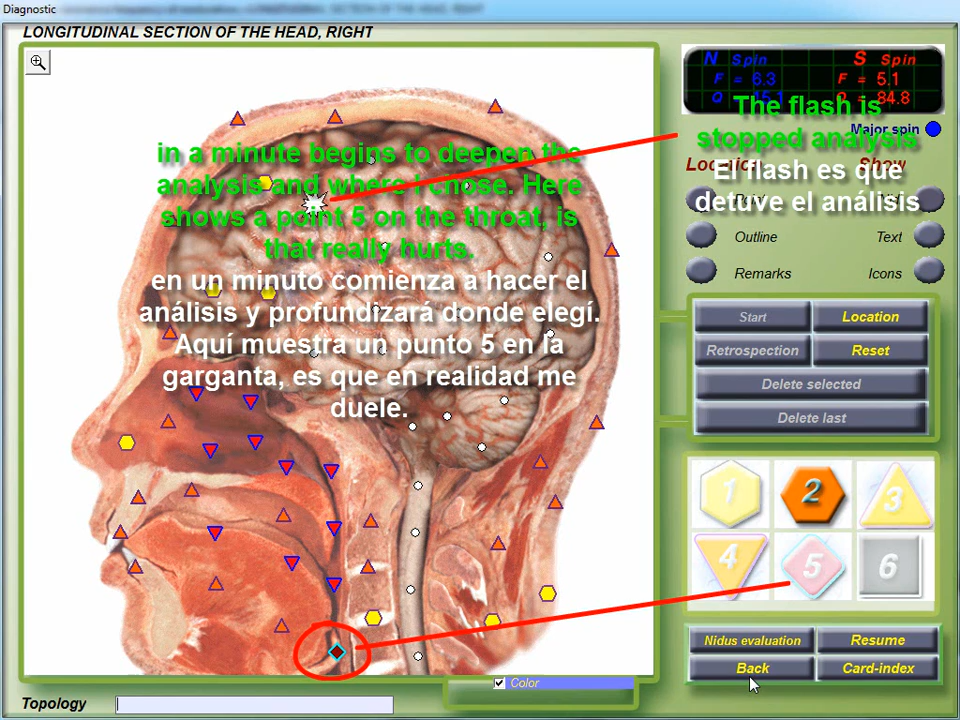 Diagnostic
LONGITUDINAL SECTION OF THE HEAD, RIGHT
N Spin S Spin
F = 6.3 F = 5.1
Q 84.8
The flash is
stopped analysis
Major spin
Location Show
El flash es que
detuve el análisis
Outline Text
Remarks Icons
in a minute begins to deepen the
analysis and where I chose. Here
shows a point 5 on the throat, is
that really hurts.
en un minuto comienza a hacer el
análisis y profundizará donde elegí.
Aquí muestra un punto 5 en la
garganta, es que en realidad me
duele.
Start Location
Retrospection Reset
Delete selected
Delete last
1 2 3
4 5 6
Nidus evaluation Resume
Back Card-index
Color
Topology